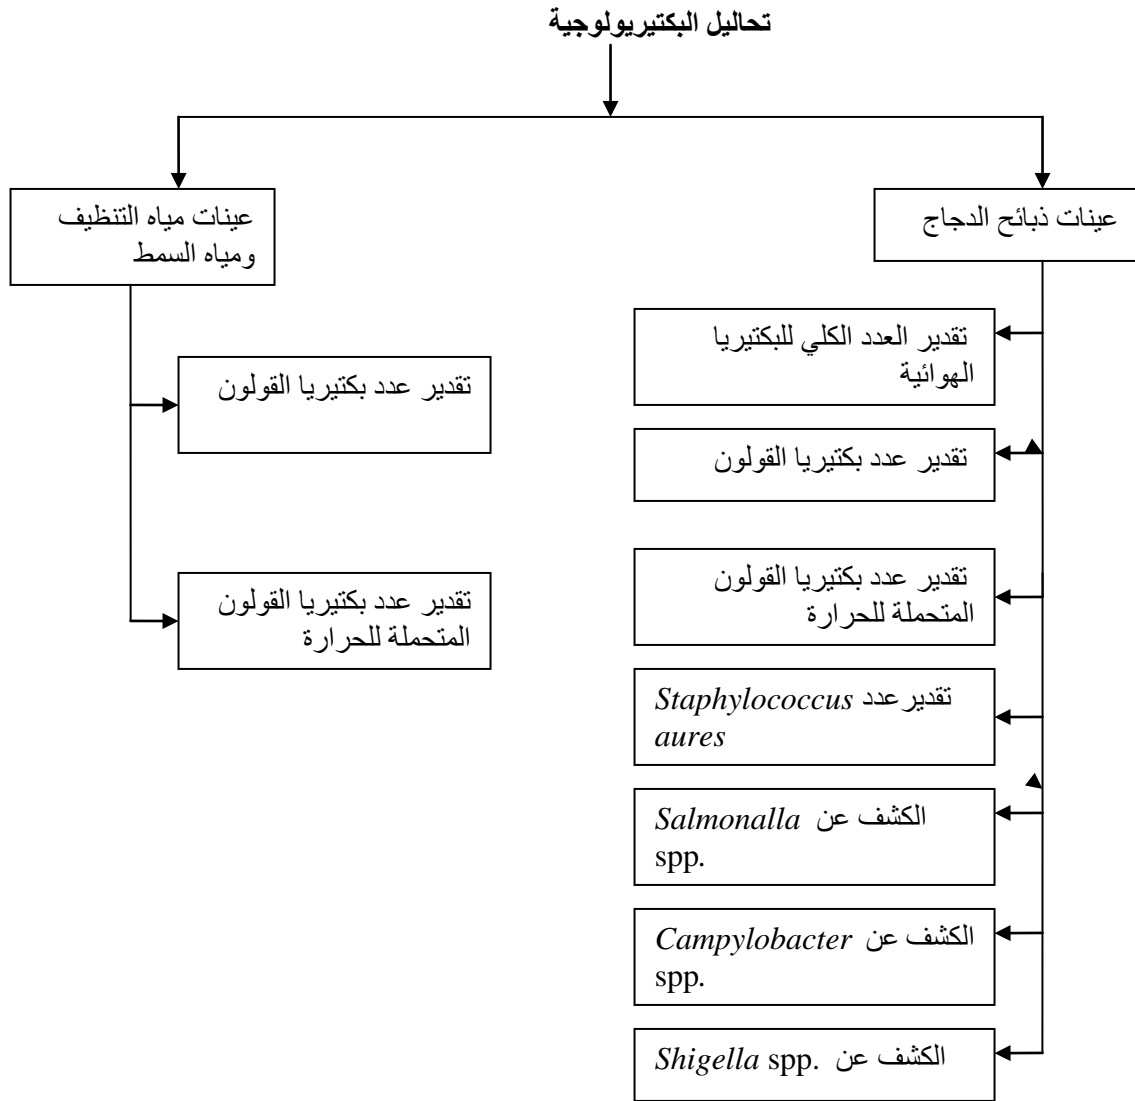 تحاليل البكتيريولوجية
عينات ذبائح الدجاج
تقدير العدد الكلي للبكتيريا
الهوائية
تقدير عدد بكتيريا القولون
تقدير عدد بكتيريا القولون
المتحملة للحرارة
تقدير عدد Staphylococcus
aures
الكشف عن Salmonalla
spp.
الكشف عن Campylobacter
spp.
الكشف عن Shigella spp.
عينات مياه التنظيف
ومياه السمط
تقدير عدد بكتيريا القولون
تقدير عدد بكتيريا القولون
المتحملة للحرارة